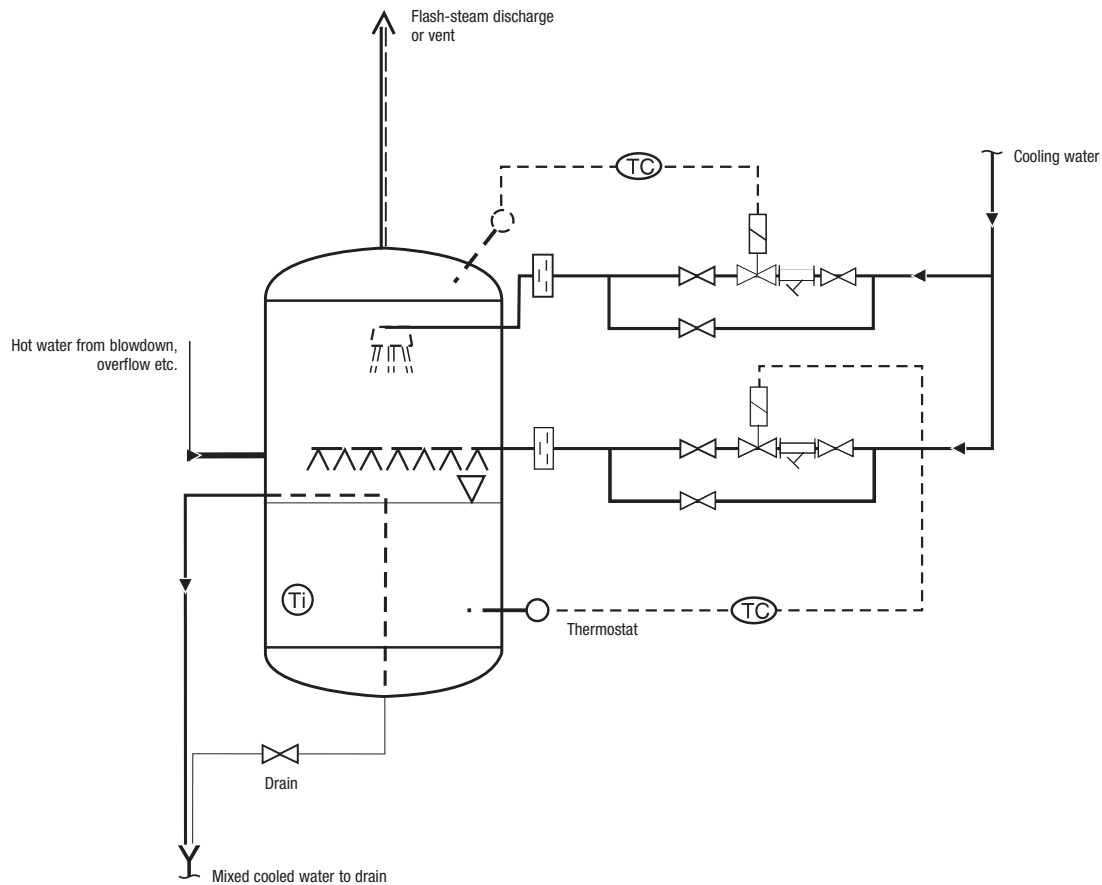 Flash-steam discharge
or vent
TC
Cooling water
Hot water from blowdown,
overflow etc.
Ti
TC
Thermostat
Drain
Mixed cooled water to drain